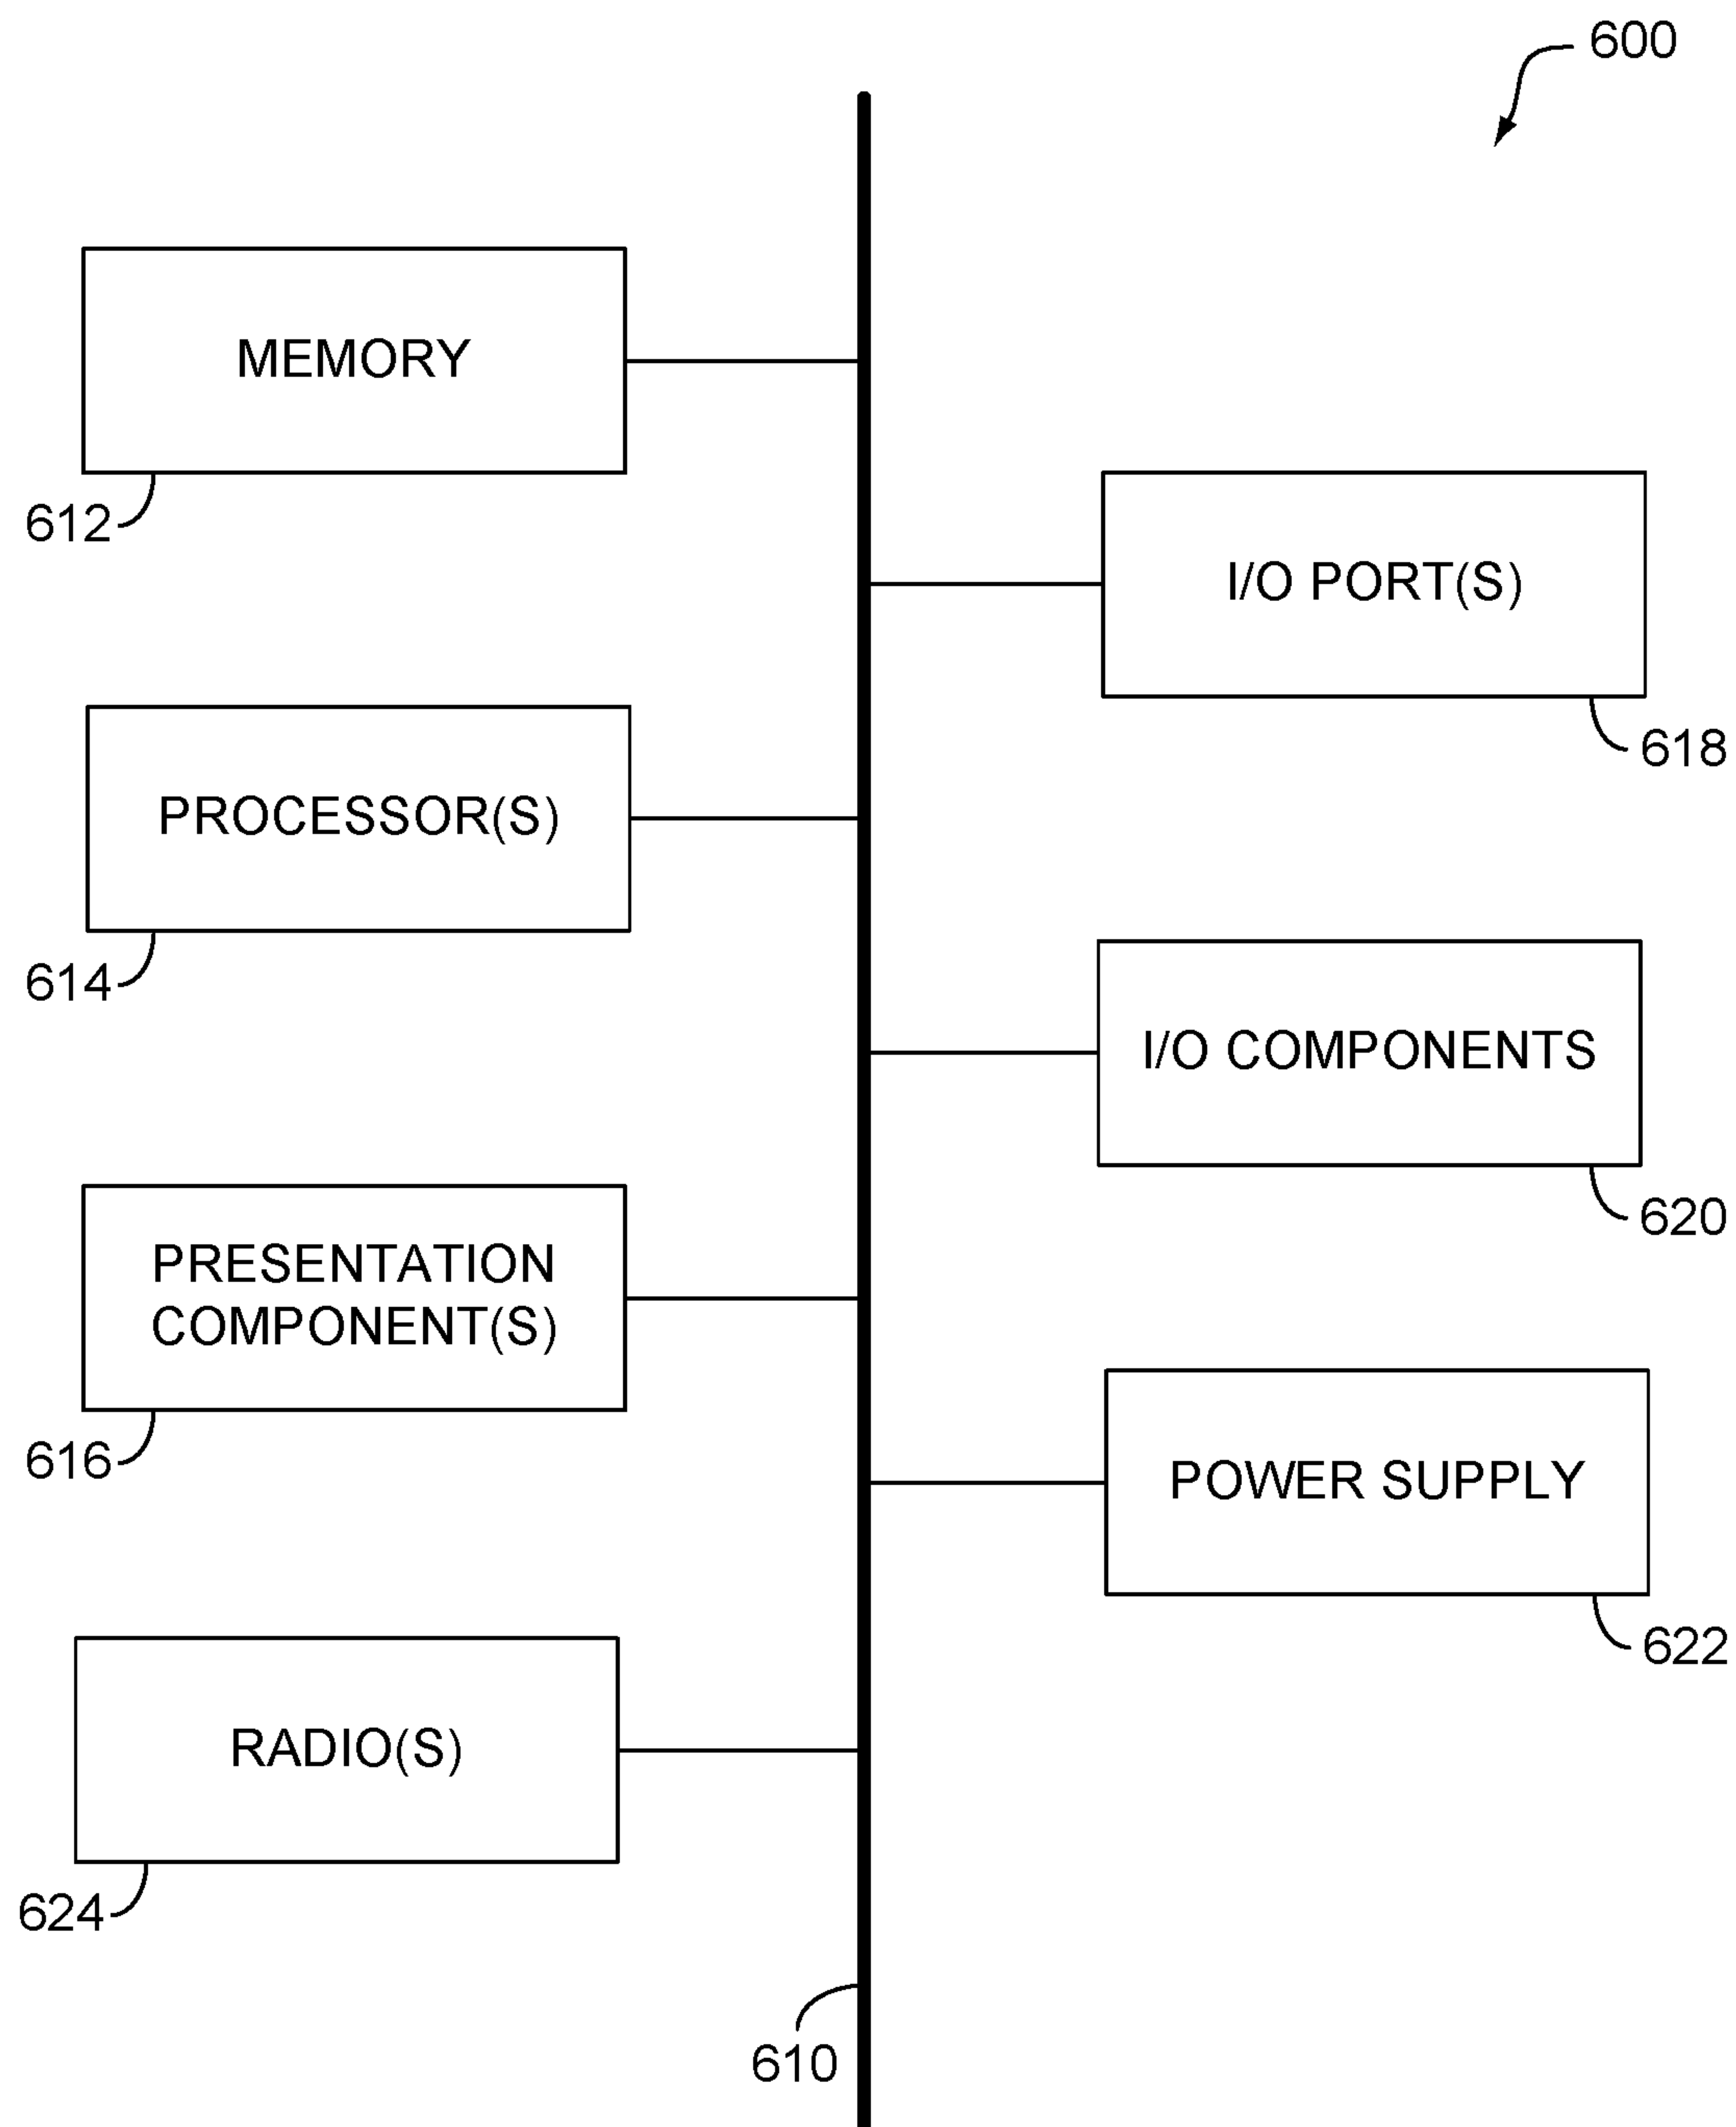 600
MEMORY
612
I/O PORT(S)
618
PROCESSOR(S)
614
I/O COMPONENTS
620
PRESENTATION
COMPONENT(S)
616
POWER SUPPLY
622
RADIO(S)
624
610